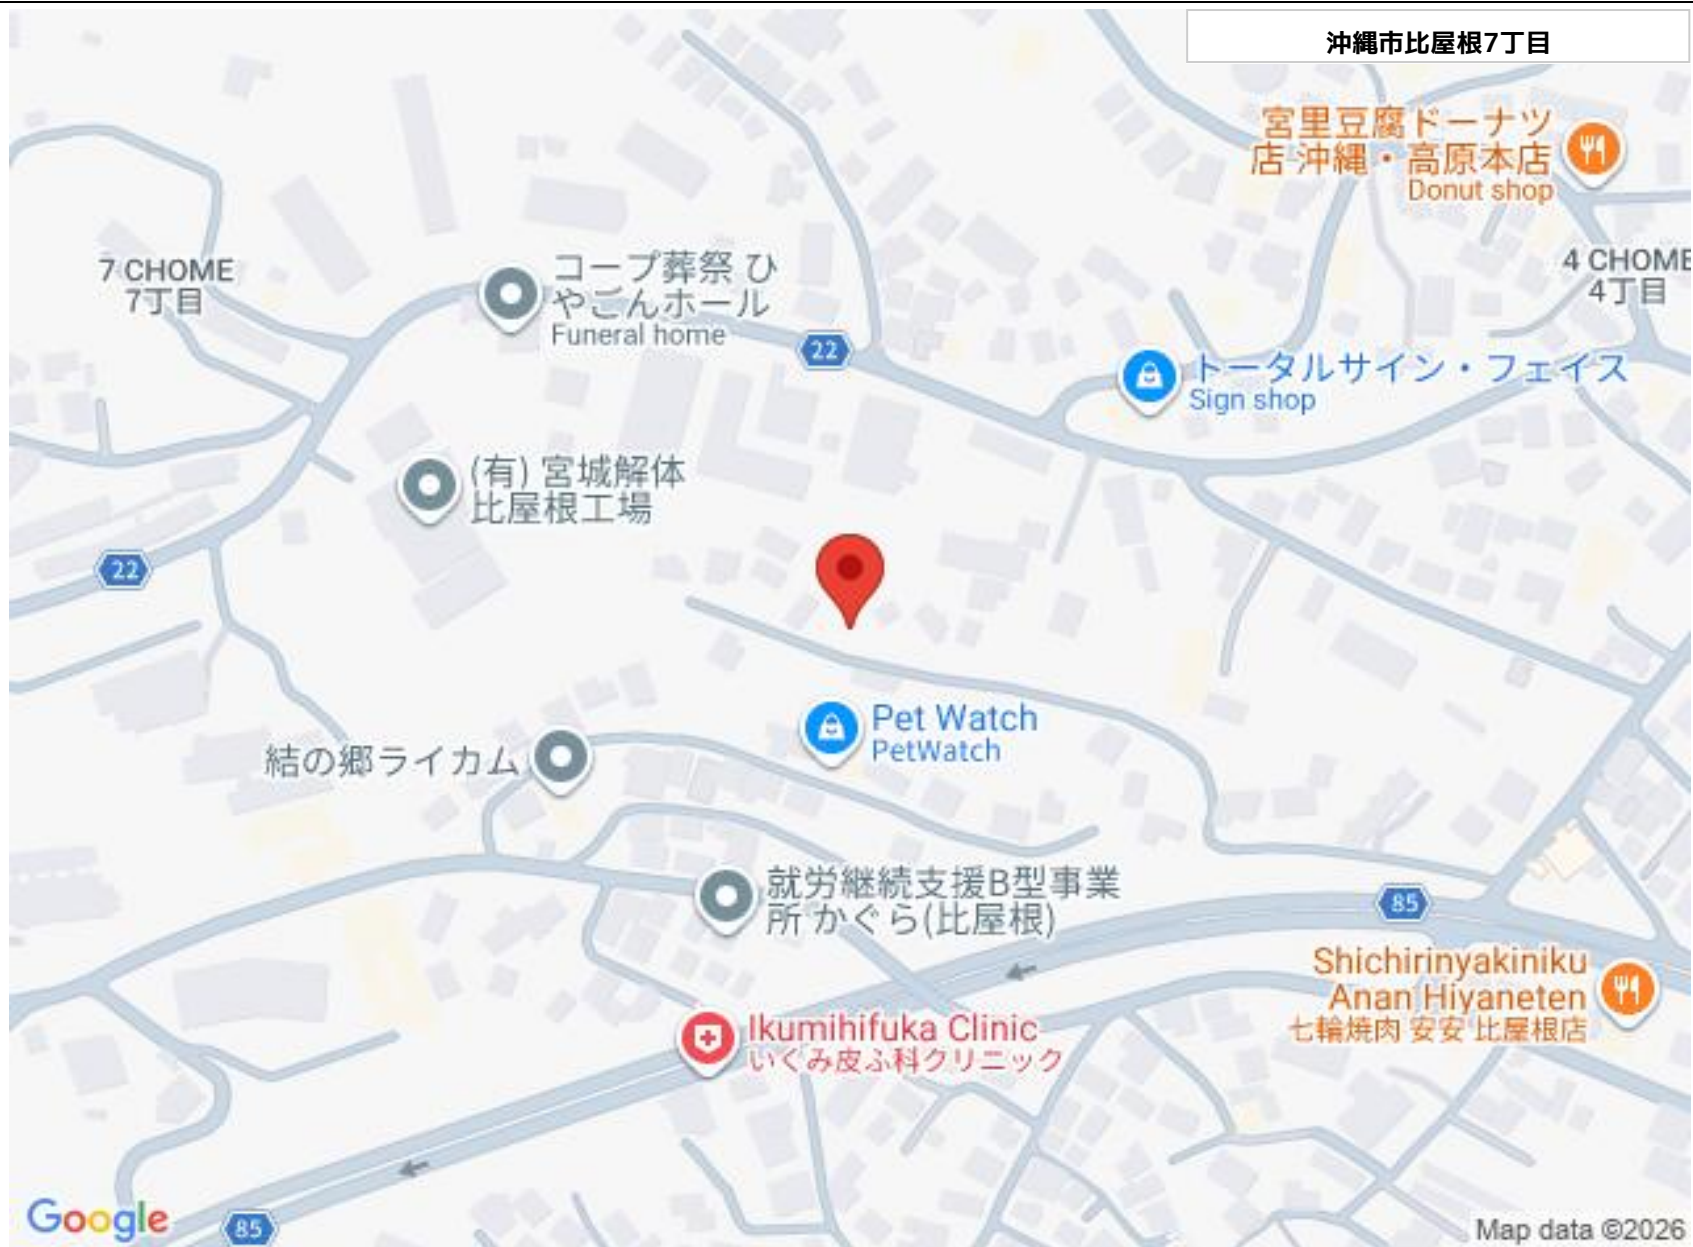 沖縄市比屋根7丁目
宮里豆腐ドーナツ
店 沖縄・高原本店
Donut shop
7 CHOME
7丁目
コープ葬祭 ひ
やごんホール
Funeral home
4 CHOME
4丁目
22
トータルサイン・フェイス
Sign shop
(有) 宮城解体
比屋根工場
22
Pet Watch
PetWatch
結の郷ライカム
就労継続支援B型事業
所 かぐら(比屋根)
85
Shichirinyakiniku
Anan Hiyaneten
七輪焼肉 安安 比屋根店
Ikumihifuka Clinic
いくみ皮ふ科クリニック
Google
85
Map data ©2026